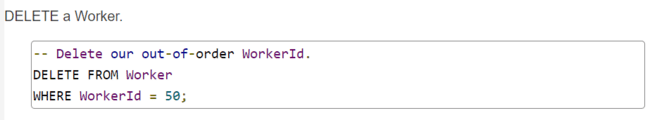 DELETE a Worker.
-- Delete our out-of-order WorkerId.
DELETE FROM Worker
WHERE WorkerId = 50;